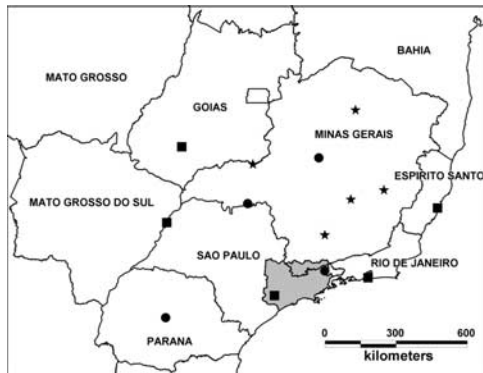 BAHIA
MATO GROSSO
GOIAS
MINAS GERAIS
ESPIRITO SANTO
MATO GROSSO DO SUL
SAO PAULO
RIO DE JANEIRO
PARANA
0 300 600
kilometers